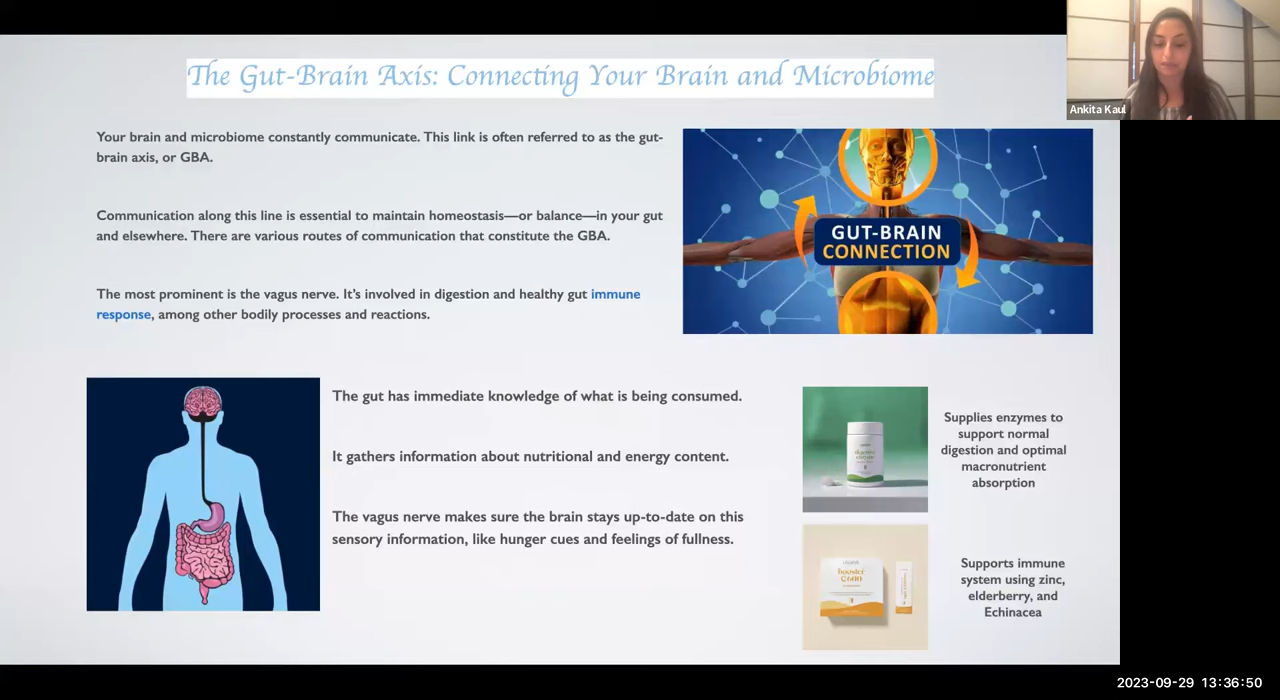 The Gut-Brain Axis: Connecting Your Brain and Microbiome
Ankita Kaul
Your brain and microbiome constantly communicate. This link is often referred to as the gut-
brain axis, or GBA.
Communication along this line is essential to maintain homeostasis—or balance—in your gut
and elsewhere. There are various routes of communication that constitute the GBA.
The most prominent is the vagus nerve. It's involved in digestion and healthy gut immune
response, among other bodily processes and reactions.
GUT-BRAIN
CONNECTION
The gut has immediate knowledge of what is being consumed.
It gathers information about nutritional and energy content.
The vagus nerve makes sure the brain stays up-to-date on this
sensory information, like hunger cues and feelings of fullness.
Supplies enzymes to
support normal
digestion and optimal
macronutrient
absorption
booster
C600
Supports immune
system using zinc,
elderberry, and
Echinacea
2023-09-29 13:36:50